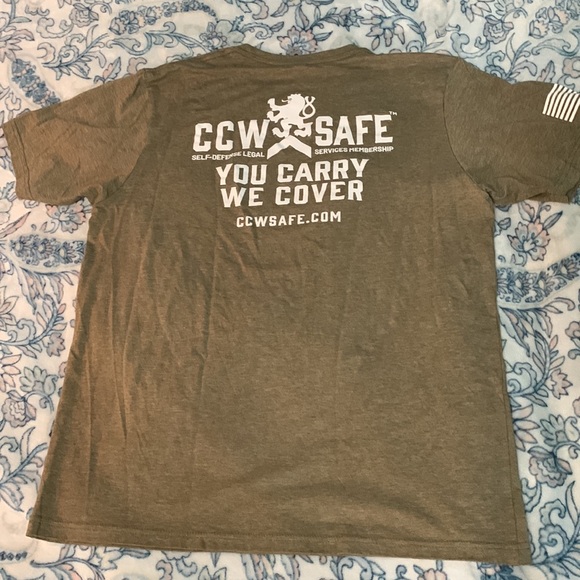 CCW SAFE™
SELF-DEFENSE LEGAL SERVICES MEMBERSHIP
YOU CARRY
WE COVER
CCWSAFE.COM